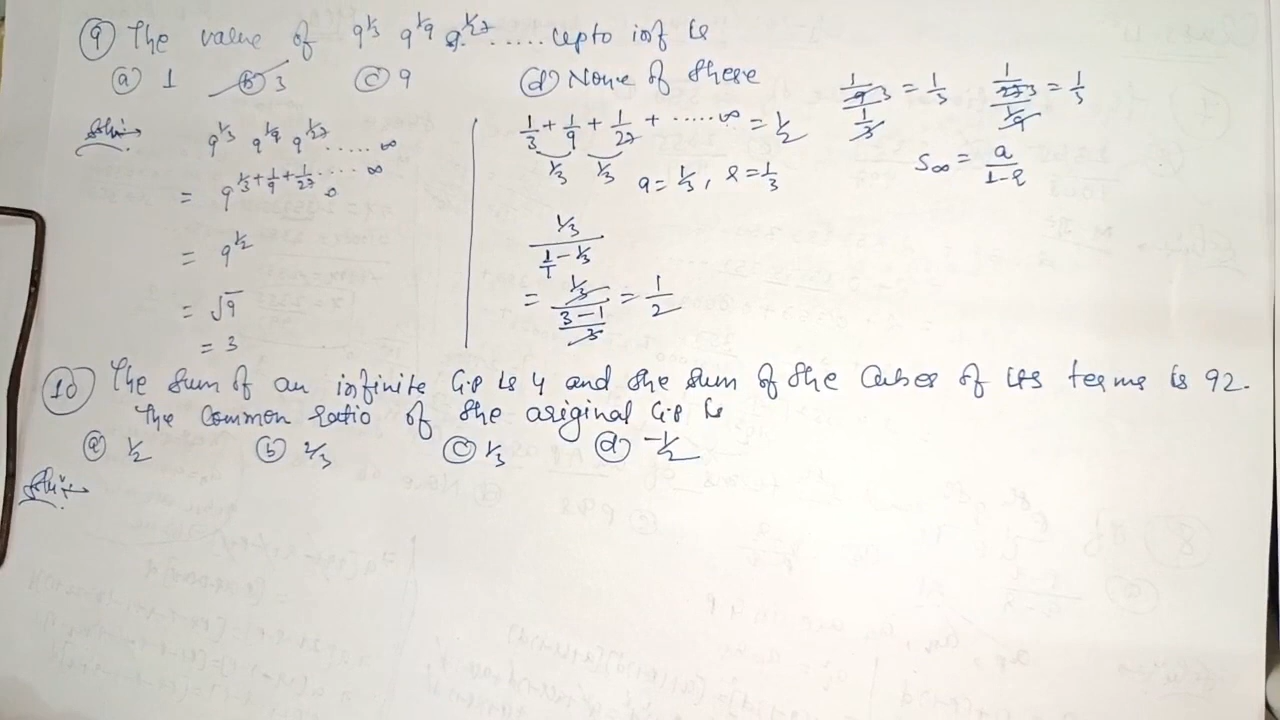 ⑨ The value of 9^1/3 9^1/9 9^1/27 ...... upto inf is
ⓐ 1 ⓑ 3 ⓒ 9 ⓓ None of these
Soln:→
9^1/3 9^1/9 9^1/27 ...... ∞
= 9^(1/3 + 1/9 + 1/27 ..... ∞)
= 9^1/2
= √9
= 3
1/3 + 1/9 + 1/27 + ...... ∞ = 1/2
1/3 1/3 a = 1/3, r = 1/3
(1/3)/(1/1 - 1/3)
= (1/3)/((3-1)/3) = 1/2
(1/9)/(1/3) = 1/3 (1/27)/(1/9) = 1/3
S∞ = a/(1-r)
⑩ The sum of an infinite G.P is 4 and the sum of the cubes of its terms is 92.
The common ratio of the ariginal G.P is
ⓐ 1/2 ⓑ 2/3 ⓒ 1/3 ⓓ -1/2
Soln:→